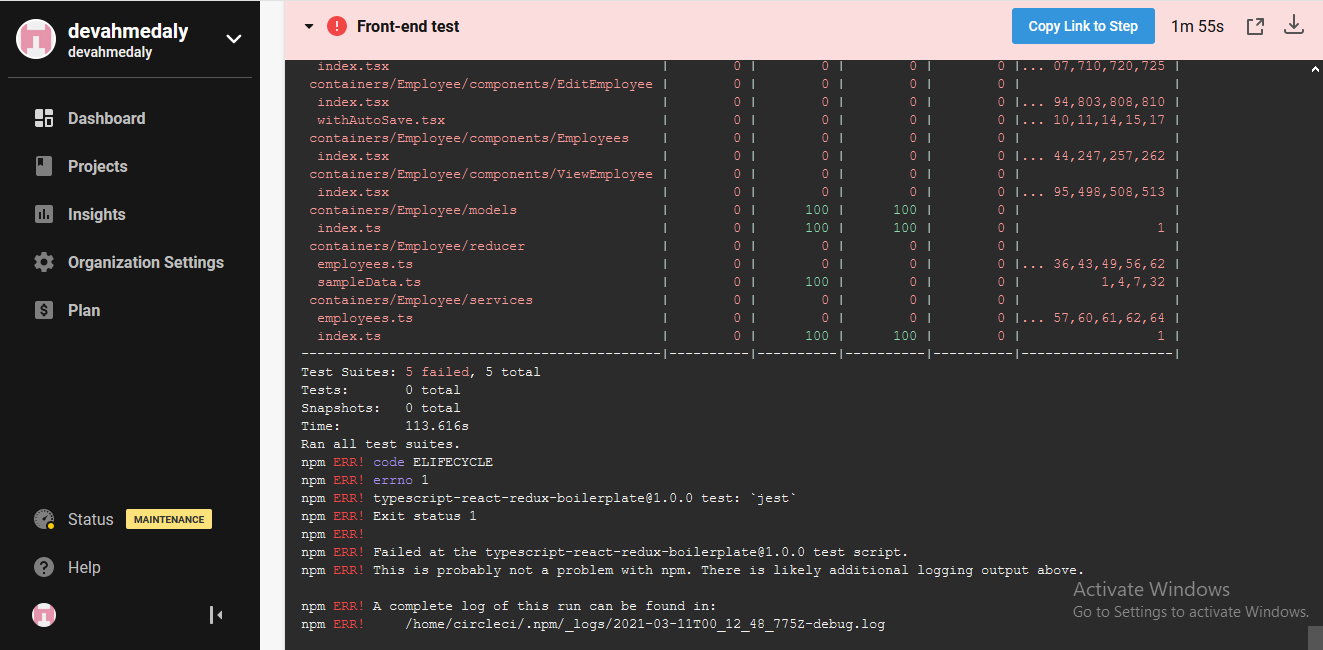 devahmedaly
devahmedaly
Dashboard
Projects
Insights
Organization Settings
Plan
Status MAINTENANCE
Help
Front-end test
Copy Link to Step 1m 55s
index.tsx | 0 | 0 | 0 | 0 |... 07,710,720,725 |
containers/Employee/components/EditEmployee | 0 | 0 | 0 | 0 | |
index.tsx | 0 | 0 | 0 | 0 |... 94,803,808,810 |
withAutoSave.tsx | 0 | 0 | 0 | 0 |... 10,11,14,15,17 |
containers/Employee/components/Employees | 0 | 0 | 0 | 0 | |
index.tsx | 0 | 0 | 0 | 0 |... 44,247,257,262 |
containers/Employee/components/ViewEmployee | 0 | 0 | 0 | 0 | |
index.tsx | 0 | 0 | 0 | 0 |... 95,498,508,513 |
containers/Employee/models | 0 | 100 | 100 | 0 | |
index.ts | 0 | 100 | 100 | 0 | 1 |
containers/Employee/reducer | 0 | 0 | 0 | 0 | |
employees.ts | 0 | 0 | 0 | 0 |... 36,43,49,56,62 |
sampleData.ts | 0 | 100 | 0 | 0 | 1,4,7,32 |
containers/Employee/services | 0 | 0 | 0 | 0 | |
employees.ts | 0 | 0 | 0 | 0 |... 57,60,61,62,64 |
index.ts | 0 | 100 | 100 | 0 | 1 |
---------------------------------------------|----------|----------|----------|----------|-------------------|
Test Suites: 5 failed, 5 total
Tests: 0 total
Snapshots: 0 total
Time: 113.616s
Ran all test suites.
npm ERR! code ELIFECYCLE
npm ERR! errno 1
npm ERR! typescript-react-redux-boilerplate@1.0.0 test: `jest`
npm ERR! Exit status 1
npm ERR!
npm ERR! Failed at the typescript-react-redux-boilerplate@1.0.0 test script.
npm ERR! This is probably not a problem with npm. There is likely additional logging output above.
npm ERR! A complete log of this run can be found in:
npm ERR! /home/circleci/.npm/_logs/2021-03-11T00_12_48_775Z-debug.log
Activate Windows
Go to Settings to activate Windows.